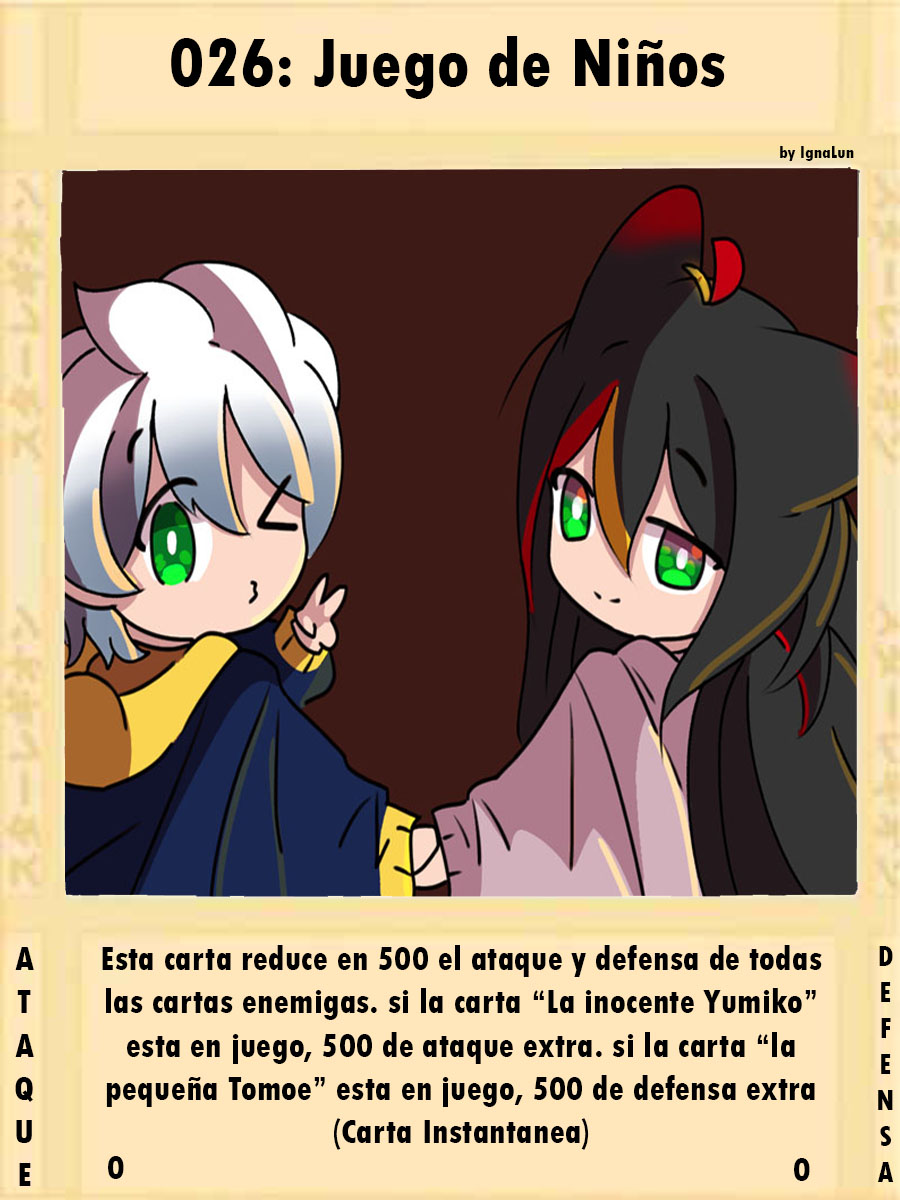 026: Juego de Niños
by IgnaLun
Esta carta reduce en 500 el ataque y defensa de todas
las cartas enemigas. si la carta “La inocente Yumiko”
esta en juego, 500 de ataque extra. si la carta “la
pequeña Tomoe” esta en juego, 500 de defensa extra
(Carta Instantanea)
ATAQUE
0
0
DEFENSA